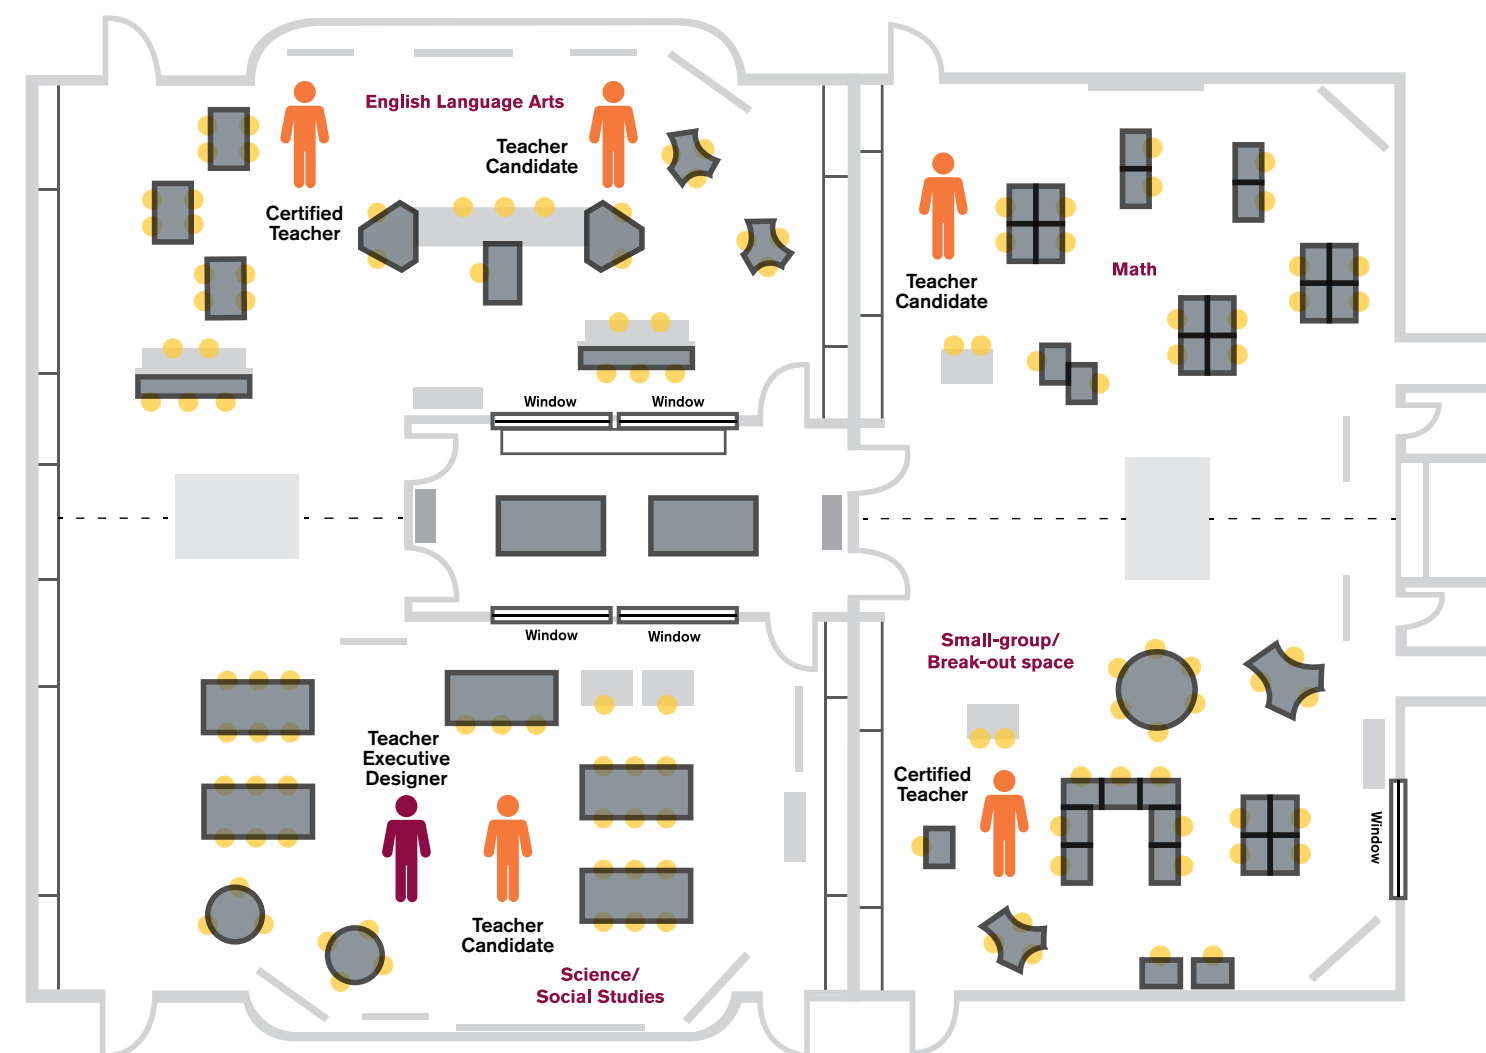 English Language Arts
Teacher
Candidate
Certified
Teacher
Teacher
Candidate
Math
Window
Window
Window
Window
Small-group/
Break-out space
Teacher
Executive
Designer
Certified
Teacher
Window
Teacher
Candidate
Science/
Social Studies